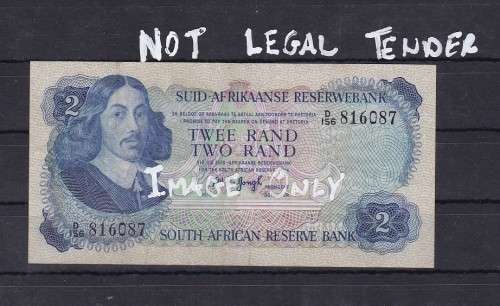 NOT LEGAL TENDER
2
SUID-AFRIKAANSE RESERWEBANK
D/156 816087
TWEE RAND
TWO RAND
IMAGE ONLY
D/156 816087
2
SOUTH AFRICAN RESERVE BANK